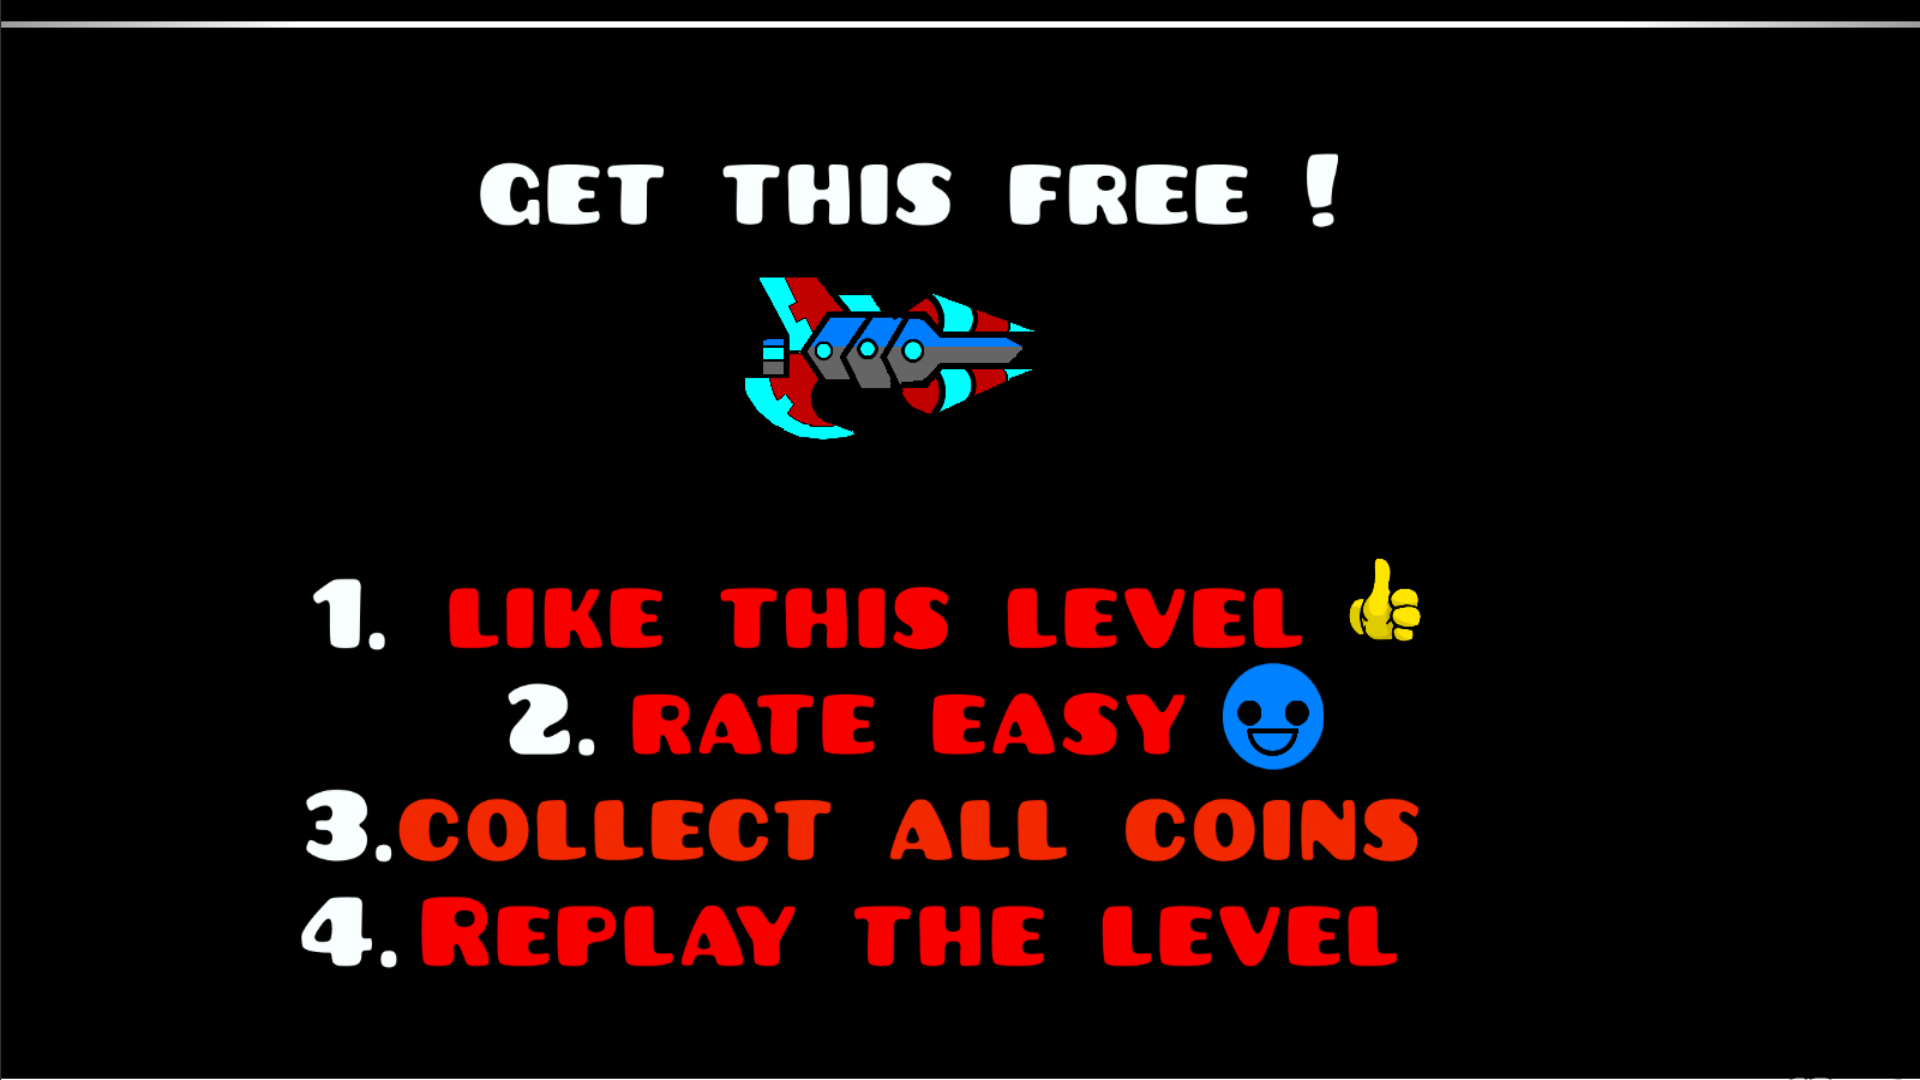 GET THIS FREE !
1. LIKE THIS LEVEL
2. RATE EASY
3.COLLECT ALL COINS
4. REPLAY THE LEVEL